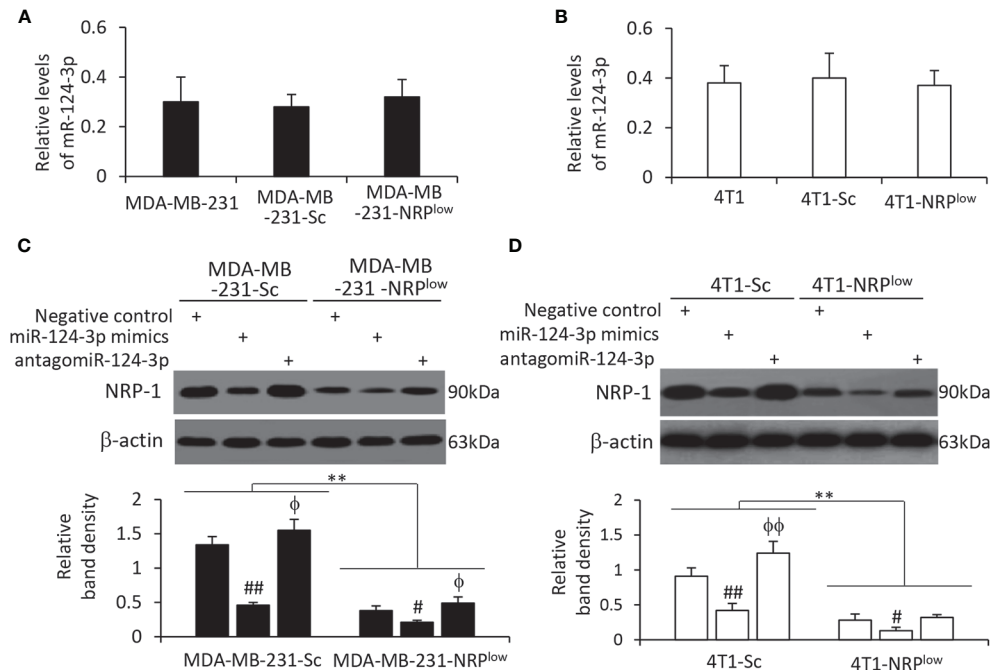 A
0.6
0.4
0.2
0
Relative levels
of mR-124-3p
MDA-MB-231
MDA-MB
-231-Sc
MDA-MB
-231-NRPlow
B
0.6
0.4
0.2
0
Relative levels
of mR-124-3p
4T1
4T1-Sc
4T1-NRPlow
C
MDA-MB
-231-Sc
MDA-MB
-231 -NRPlow
Negative control + +
miR-124-3p mimics + +
antagomiR-124-3p + +
NRP-1 90kDa
β-actin 63kDa
**
2
1.5
1
0.5
0
Relative
band density
ϕ
##
#
ϕ
MDA-MB-231-Sc
MDA-MB-231-NRPlow
D
4T1-Sc
4T1-NRPlow
Negative control + +
miR-124-3p mimics + +
antagomiR-124-3p + +
NRP-1 90kDa
β-actin 63kDa
**
2
1.5
1
0.5
0
Relative
band density
ϕϕ
##
#
4T1-Sc
4T1-NRPlow